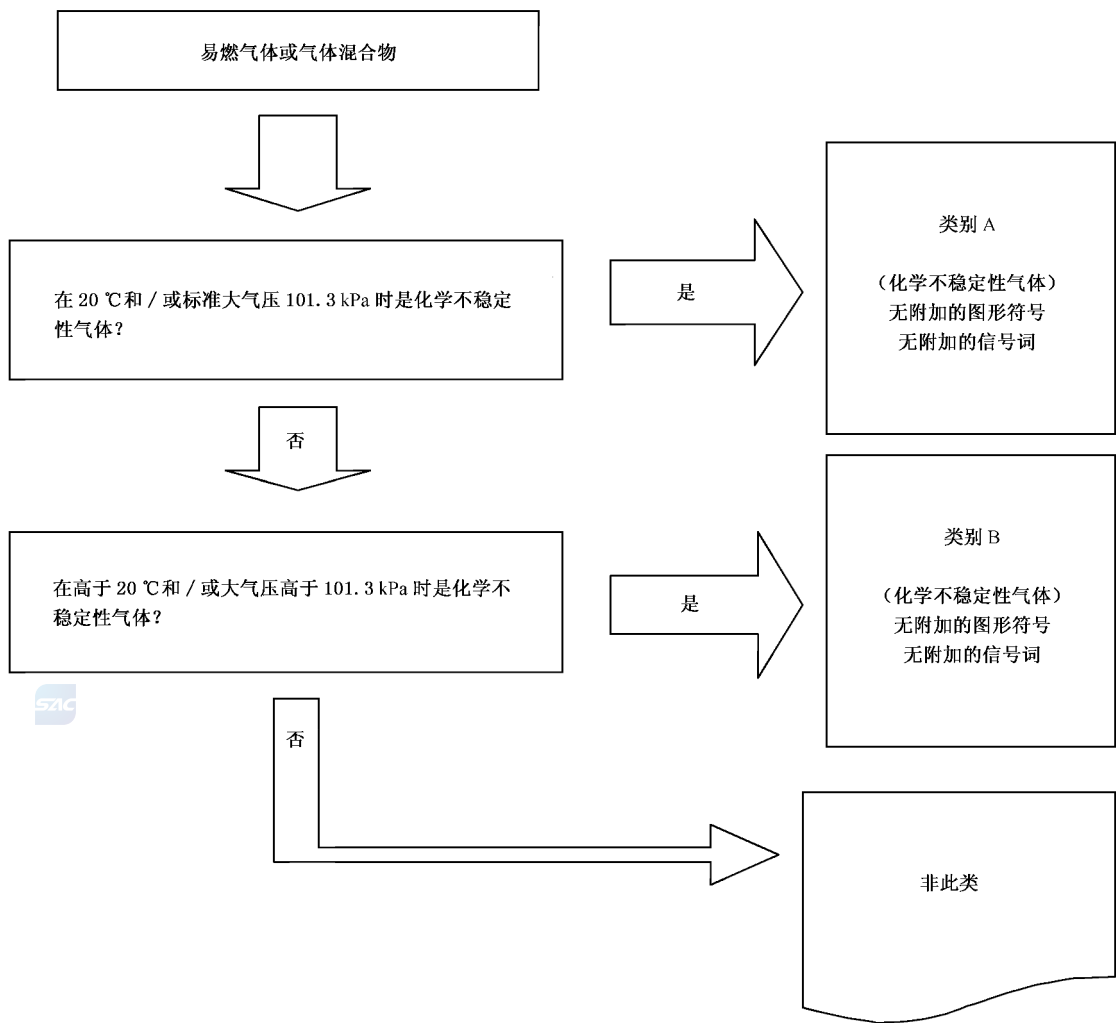 易燃气体或气体混合物
在 20 ℃和/或标准大气压 101.3 kPa 时是化学不稳定
性气体?
是
类别 A
(化学不稳定性气体)
无附加的图形符号
无附加的信号词
否
在高于 20 ℃和/或大气压高于 101.3 kPa 时是化学不
稳定性气体?
是
类别 B
(化学不稳定性气体)
无附加的图形符号
无附加的信号词
SAC
否
非此类